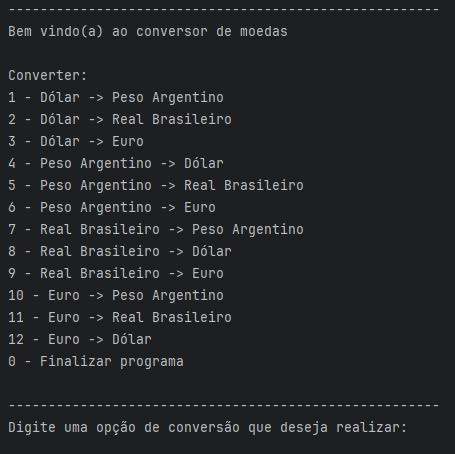 ------------------------------------------------------
Bem vindo(a) ao conversor de moedas
Converter:
1 - Dólar -> Peso Argentino
2 - Dólar -> Real Brasileiro
3 - Dólar -> Euro
4 - Peso Argentino -> Dólar
5 - Peso Argentino -> Real Brasileiro
6 - Peso Argentino -> Euro
7 - Real Brasileiro -> Peso Argentino
8 - Real Brasileiro -> Dólar
9 - Real Brasileiro -> Euro
10 - Euro -> Peso Argentino
11 - Euro -> Real Brasileiro
12 - Euro -> Dólar
0 - Finalizar programa
------------------------------------------------------
Digite uma opção de conversão que deseja realizar: